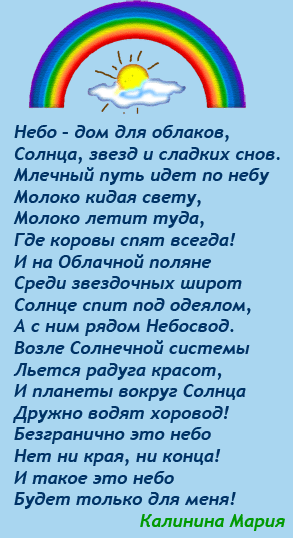 Небо – дом для облаков,
Солнца, звезд и сладких снов.
Млечный путь идет по небу
Молоко кидая свету,
Молоко летит туда,
Где коровы спят всегда!
И на Облачной поляне
Среди звездочных широт
Солнце спит под одеялом,
А с ним рядом Небосвод.
Возле Солнечной системы
Льется радуга красот,
И планеты вокруг Солнца
Дружно водят хоровод!
Безгранично это небо
Нет ни края, ни конца!
И такое это небо
Будет только для меня!
Калинина Мария